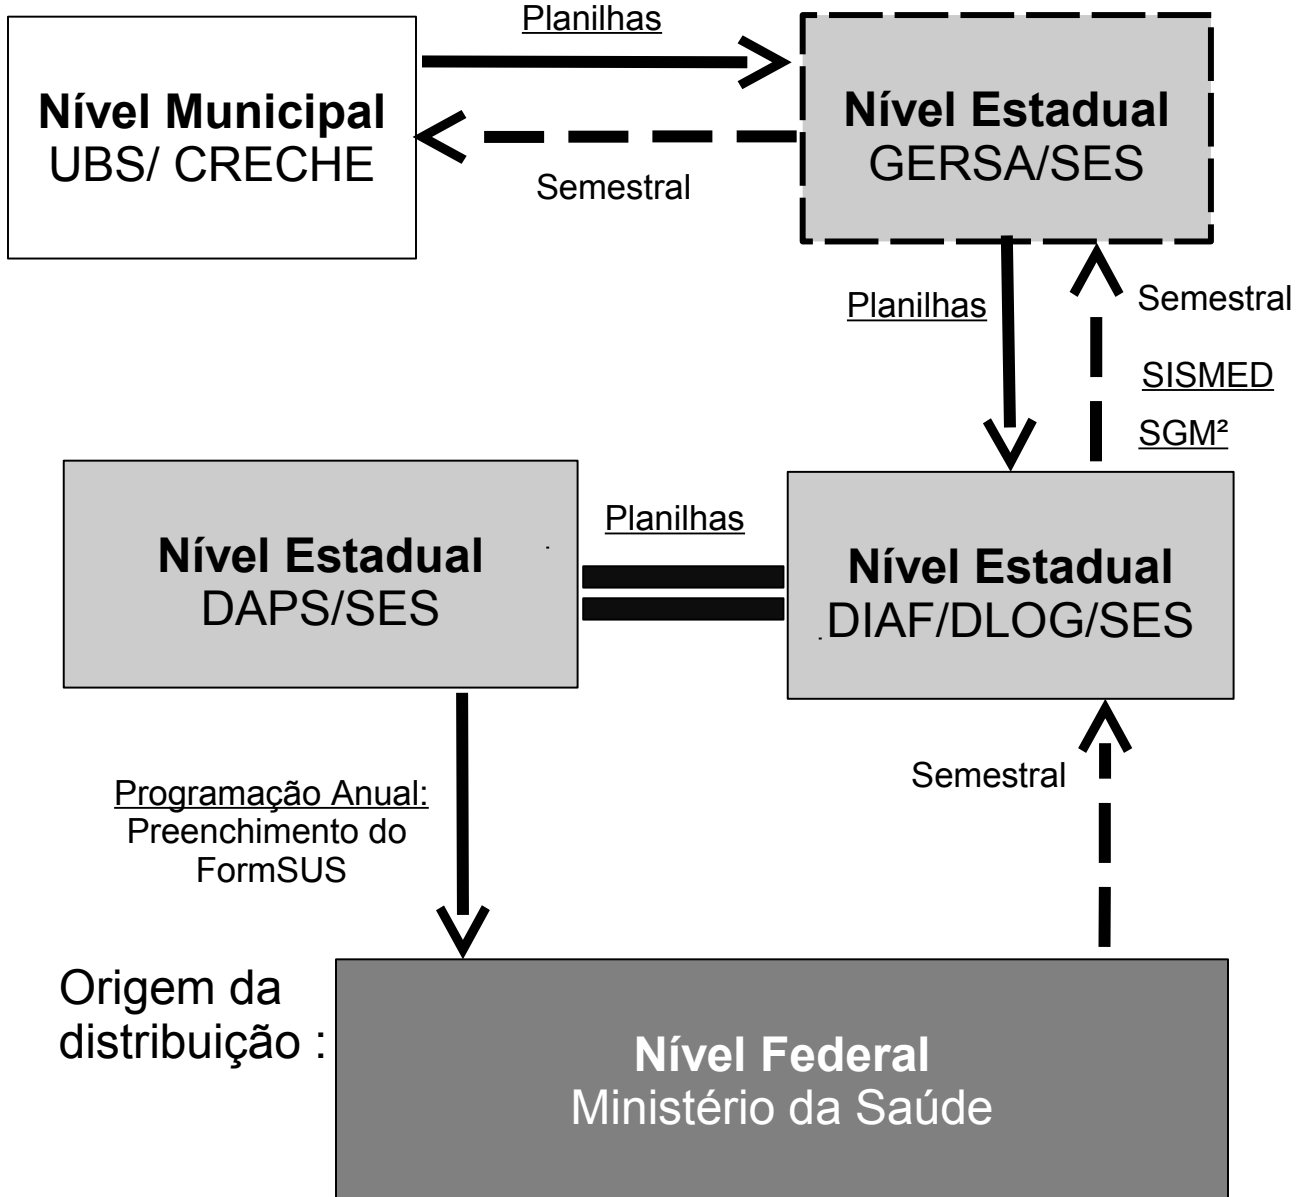 Planilhas
Nível Municipal
UBS/ CRECHE
Nível Estadual
GERSA/SES
Semestral
Planilhas
Semestral
SISMED
SGM²
Nível Estadual
DAPS/SES
Planilhas
Nível Estadual
DIAF/DLOG/SES
Programação Anual:
Preenchimento do
FormSUS
Semestral
Origem da
distribuição :
Nível Federal
Ministério da Saúde